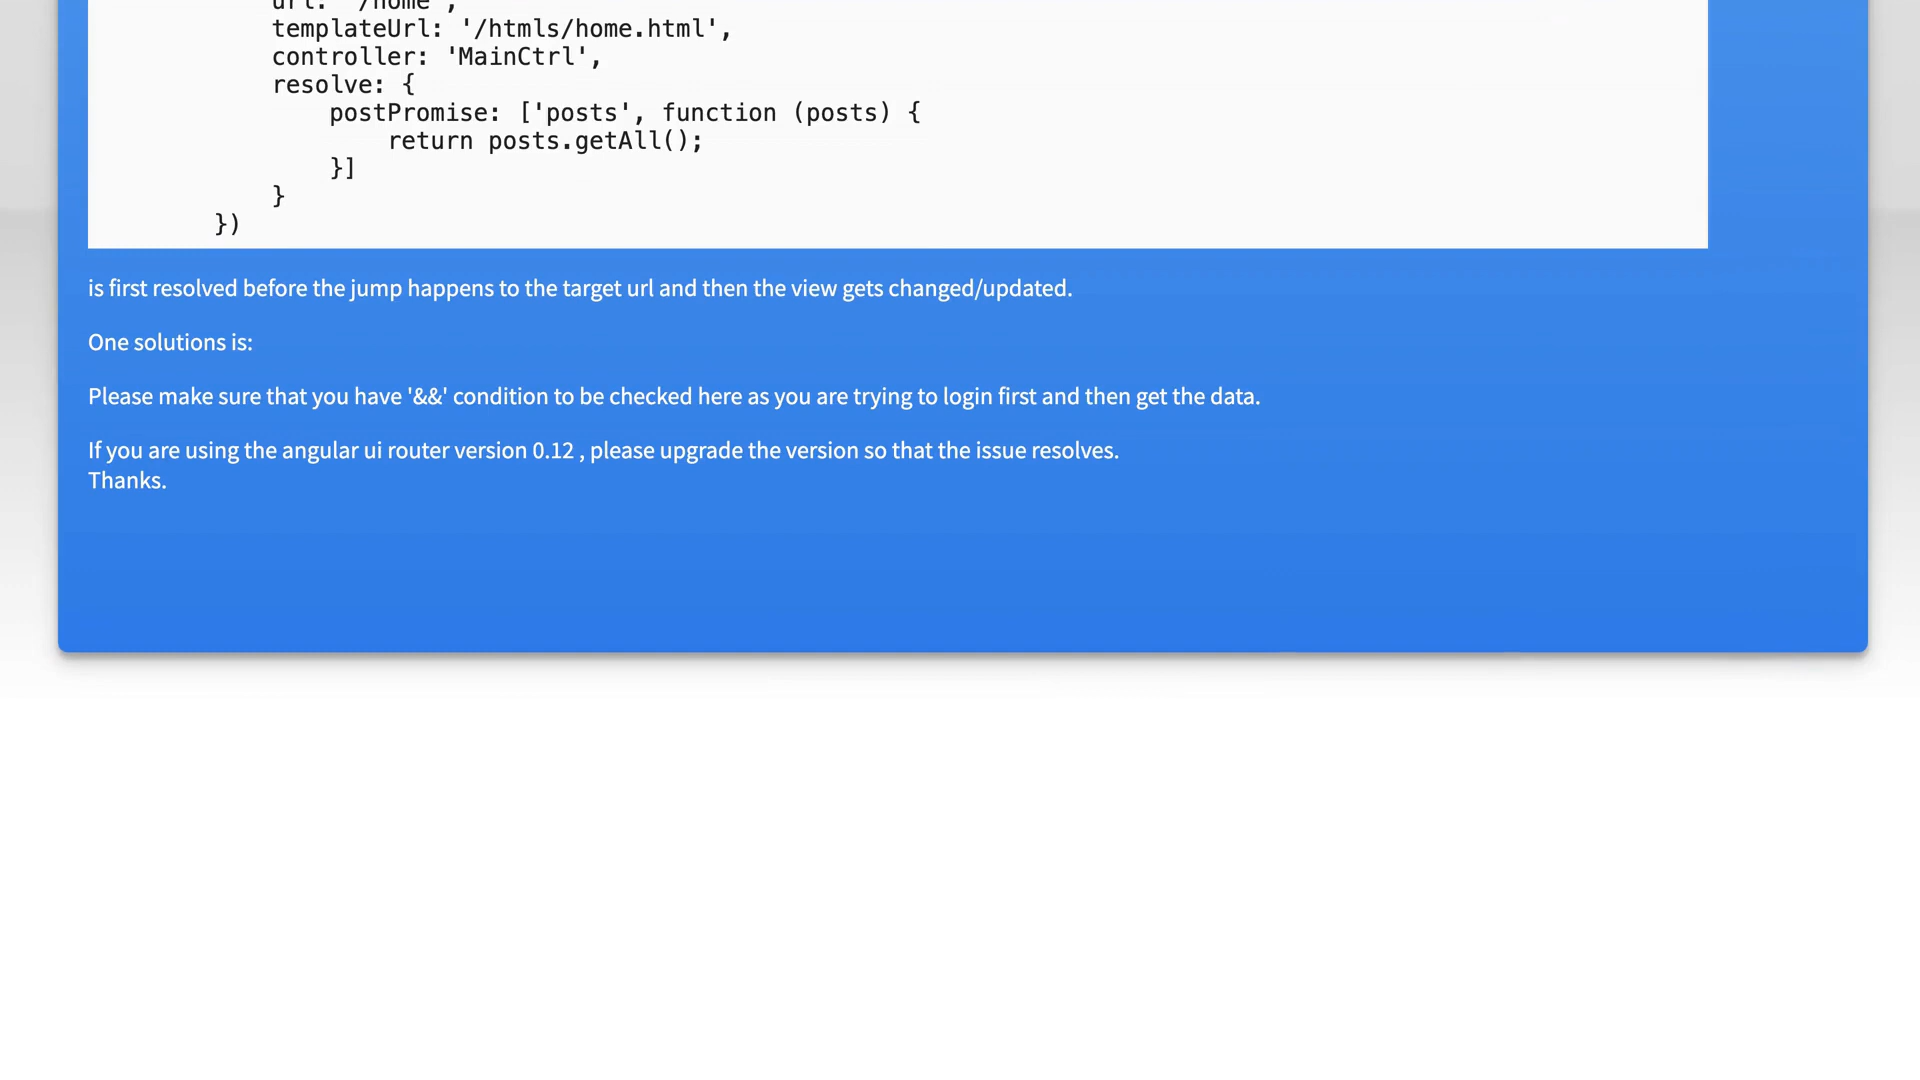 url: '/home',
templateUrl: '/htmls/home.html',
controller: 'MainCtrl',
resolve: {
postPromise: ['posts', function (posts) {
return posts.getAll();
}]
}
})
is first resolved before the jump happens to the target url and then the view gets changed/updated.
One solutions is:
Please make sure that you have '&&' condition to be checked here as you are trying to login first and then get the data.
If you are using the angular ui router version 0.12 , please upgrade the version so that the issue resolves.
Thanks.